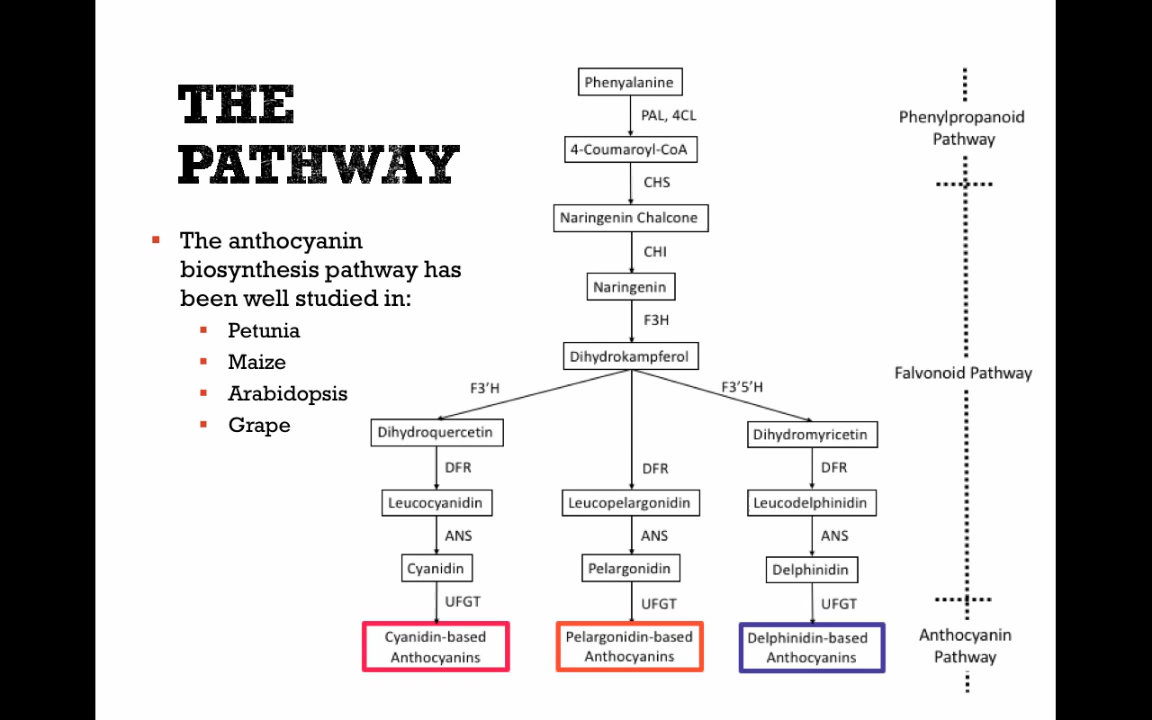 THE
PATHWAY
▪ The anthocyanin
biosynthesis pathway has
been well studied in:
▪ Petunia
▪ Maize
▪ Arabidopsis
▪ Grape
Phenyalanine
PAL, 4CL
4-Coumaroyl-CoA
CHS
Naringenin Chalcone
CHI
Naringenin
F3H
Dihydrokampferol
F3'H
F3'5'H
Dihydroquercetin
Dihydromyricetin
DFR
DFR
DFR
Leucocyanidin
Leucopelargonidin
Leucodelphinidin
ANS
ANS
ANS
Cyanidin
Pelargonidin
Delphinidin
UFGT
UFGT
UFGT
Cyanidin-based
Anthocyanins
Pelargonidin-based
Anthocyanins
Delphinidin-based
Anthocyanins
Phenylpropanoid
Pathway
Falvonoid Pathway
Anthocyanin
Pathway